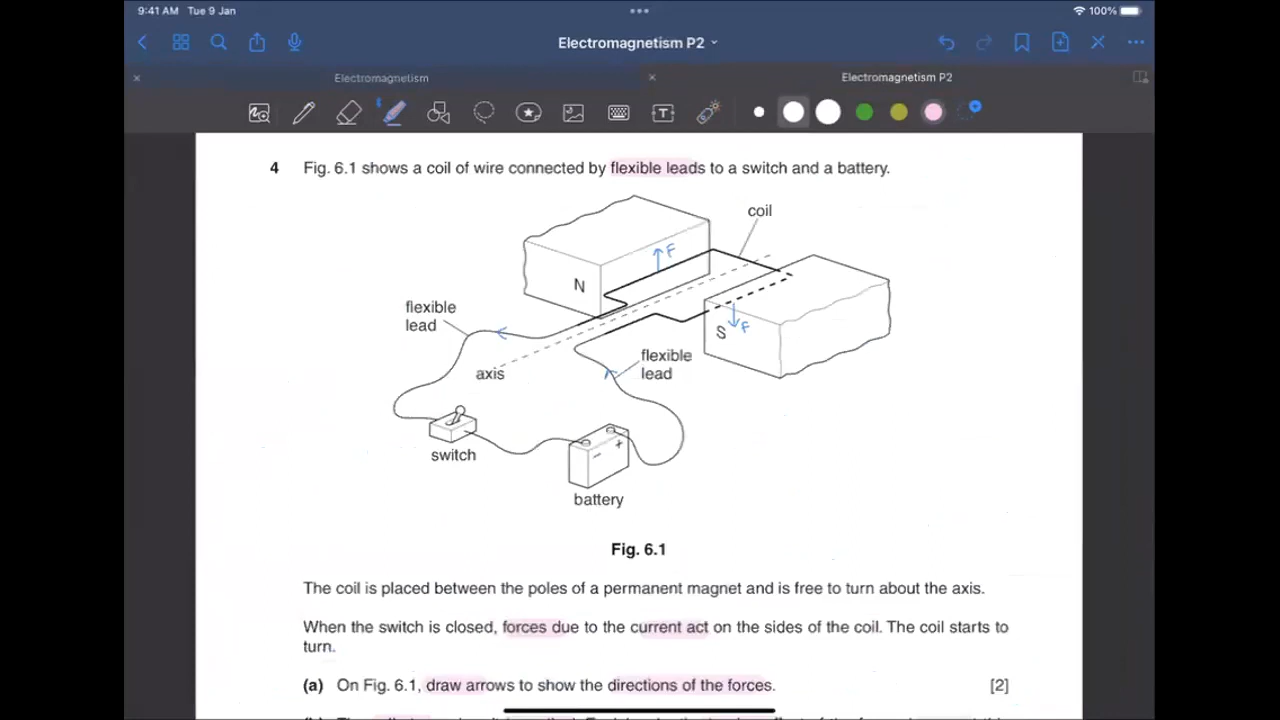 9:41 AM Tue 9 Jan
100%
Electromagnetism P2
Electromagnetism
Electromagnetism P2
4 Fig. 6.1 shows a coil of wire connected by flexible leads to a switch and a battery.
coil
F
N
flexible
lead
S
F
flexible
lead
axis
switch
− +
battery
Fig. 6.1
The coil is placed between the poles of a permanent magnet and is free to turn about the axis.
When the switch is closed, forces due to the current act on the sides of the coil. The coil starts to
turn.
(a) On Fig. 6.1, draw arrows to show the directions of the forces. [2]